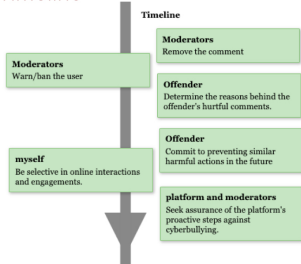 Timeline
Moderators
Remove the comment
Moderators
Warn/ban the user
Offender
Determine the reasons behind the
offender's hurtful comments.
Offender
Commit to preventing similar
harmful actions in the future
myself
Be selective in online interactions
and engagements.
platform and moderators
Seek assurance of the platform's
proactive steps against
cyberbullying.